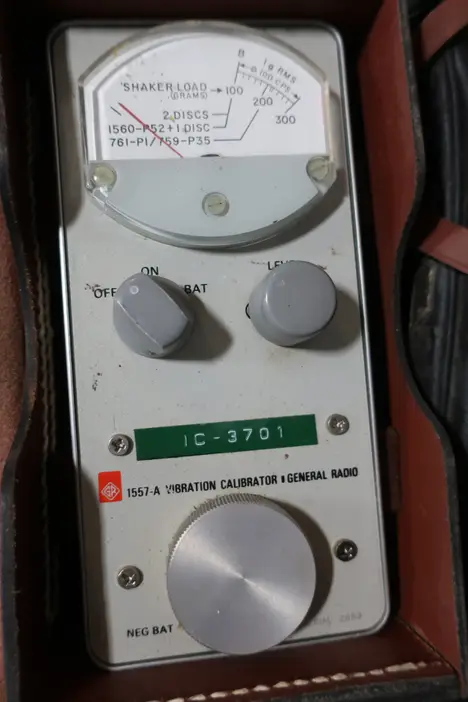 B
g RMS
@ 100 CPS
SHAKER LOAD
(GRAMS)
100
200
300
2 DISCS
1560-P52+1 DISC
761-P1/759-P35
ON
OFF
BAT
IC-3701
GR
1557-A VIBRATION CALIBRATOR GENERAL RADIO
NEG BAT